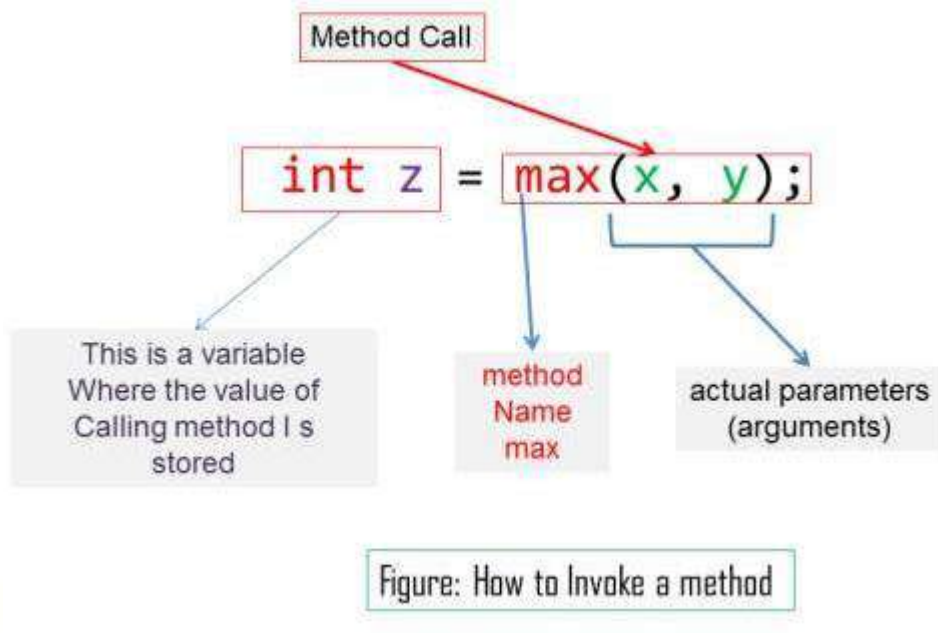 Method Call
int z = max(x, y);
This is a variable
Where the value of
Calling method I s
stored
method
Name
max
actual parameters
(arguments)
Figure: How to Invoke a method